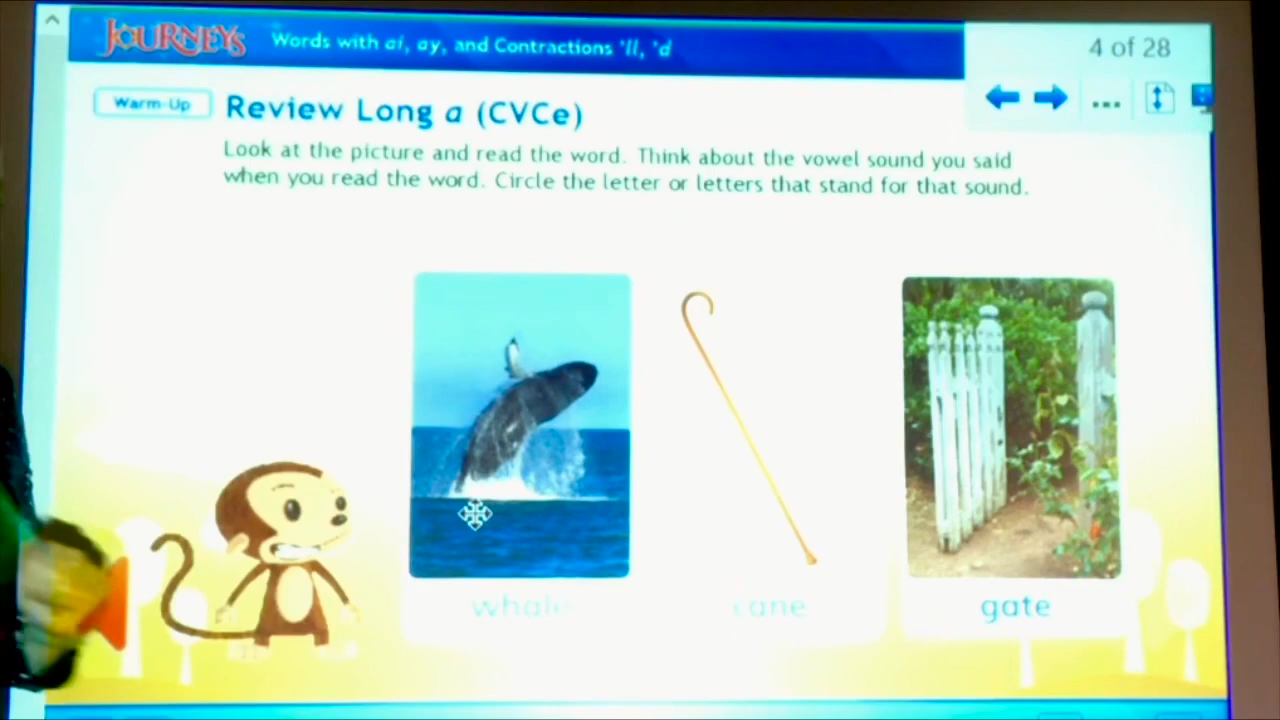 JOURNEYS
Words with ai, ay, and Contractions 'll, 'd
4 of 28
...
Warm-Up
Review Long a (CVCe)
Look at the picture and read the word. Think about the vowel sound you said
when you read the word. Circle the letter or letters that stand for that sound.
whale
cane
gate